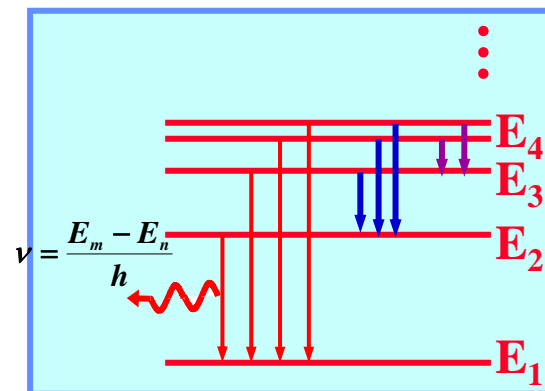 E₄
E₃
E₂
ν = (Eₘ − Eₙ) / h
E₁